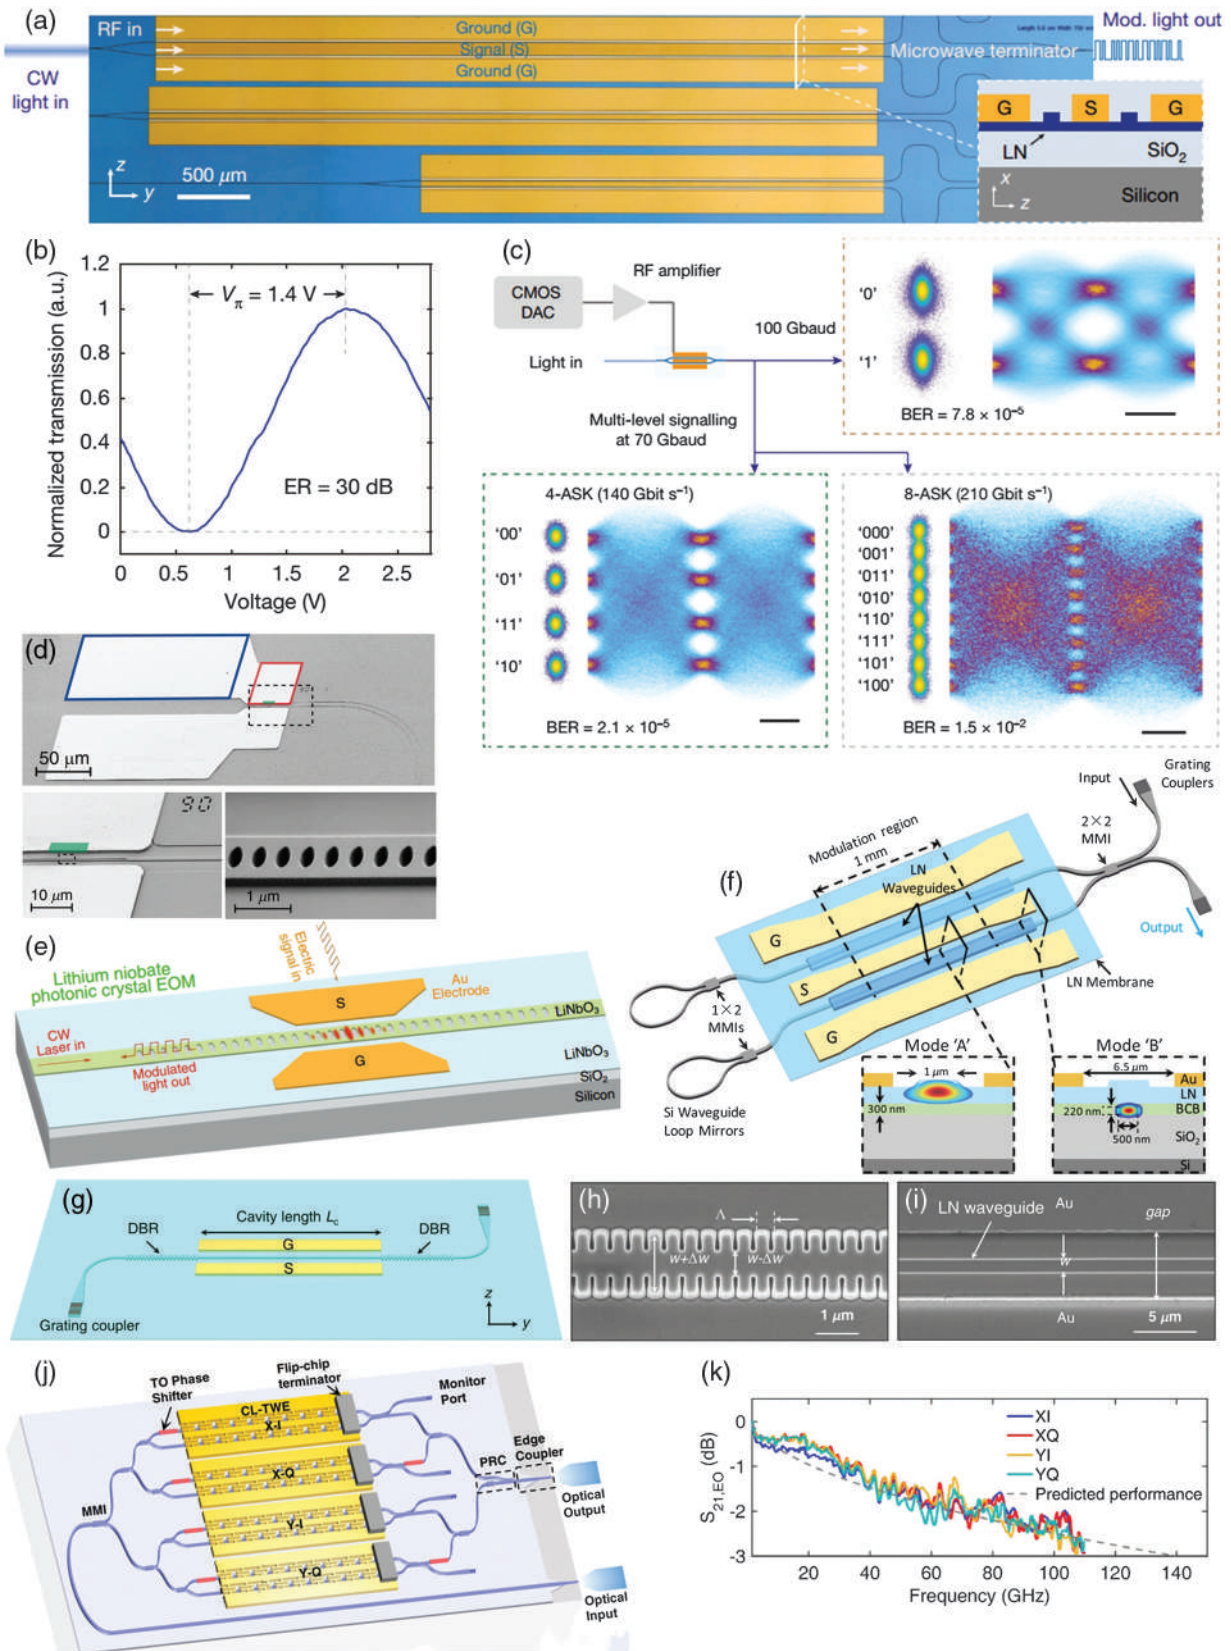 (a)
RF in
Ground (G)
Signal (S)
Ground (G)
Microwave terminator
Mod. light out
CW
light in
z
y
500 μm
G
S
G
LN
SiO2
x
z
Silicon
(b)
Normalized transmission (a.u.)
1.2
1
0.8
0.6
0.4
0.2
0
Vπ = 1.4 V
ER = 30 dB
0
0.5
1
1.5
2
2.5
Voltage (V)
(c)
CMOS
DAC
RF amplifier
Light in
100 Gbaud
Multi-level signalling
at 70 Gbaud
'0'
'1'
BER = 7.8 × 10−5
4-ASK (140 Gbit s−1)
'00'
'01'
'11'
'10'
BER = 2.1 × 10−5
8-ASK (210 Gbit s−1)
'000'
'001'
'011'
'010'
'110'
'111'
'101'
'100'
BER = 1.5 × 10−2
(d)
50 μm
90
10 μm
1 μm
(e)
Lithium niobate
photonic crystal EOM
Electric
signal in
Au
Electrode
S
G
CW
Laser in
Modulated
light out
LiNbO3
LiNbO3
SiO2
Silicon
(f)
Input
Grating
Couplers
2×2
MMI
Modulation region
1 mm
LN
Waveguides
G
S
G
Output
LN Membrane
1×2
MMIs
Si Waveguide
Loop Mirrors
Mode 'A'
1 μm
300 nm
Mode 'B'
6.5 μm
220 nm
500 nm
Au
LN
BCB
SiO2
Si
(g)
DBR
Cavity length Lc
DBR
G
S
Grating coupler
z
y
(h)
Λ
w+Δw
w-Δw
1 μm
(i)
LN waveguide
Au
gap
w
Au
5 μm
(j)
TO Phase
Shifter
Flip-chip
terminator
Monitor
Port
CL-TWE
X-I
X-Q
Y-I
Y-Q
MMI
PRC
Edge
Coupler
Optical
Output
Optical
Input
(k)
S21,EO (dB)
0
-1
-2
-3
XI
XQ
YI
YQ
Predicted performance
20
40
60
80
100
120
140
Frequency (GHz)